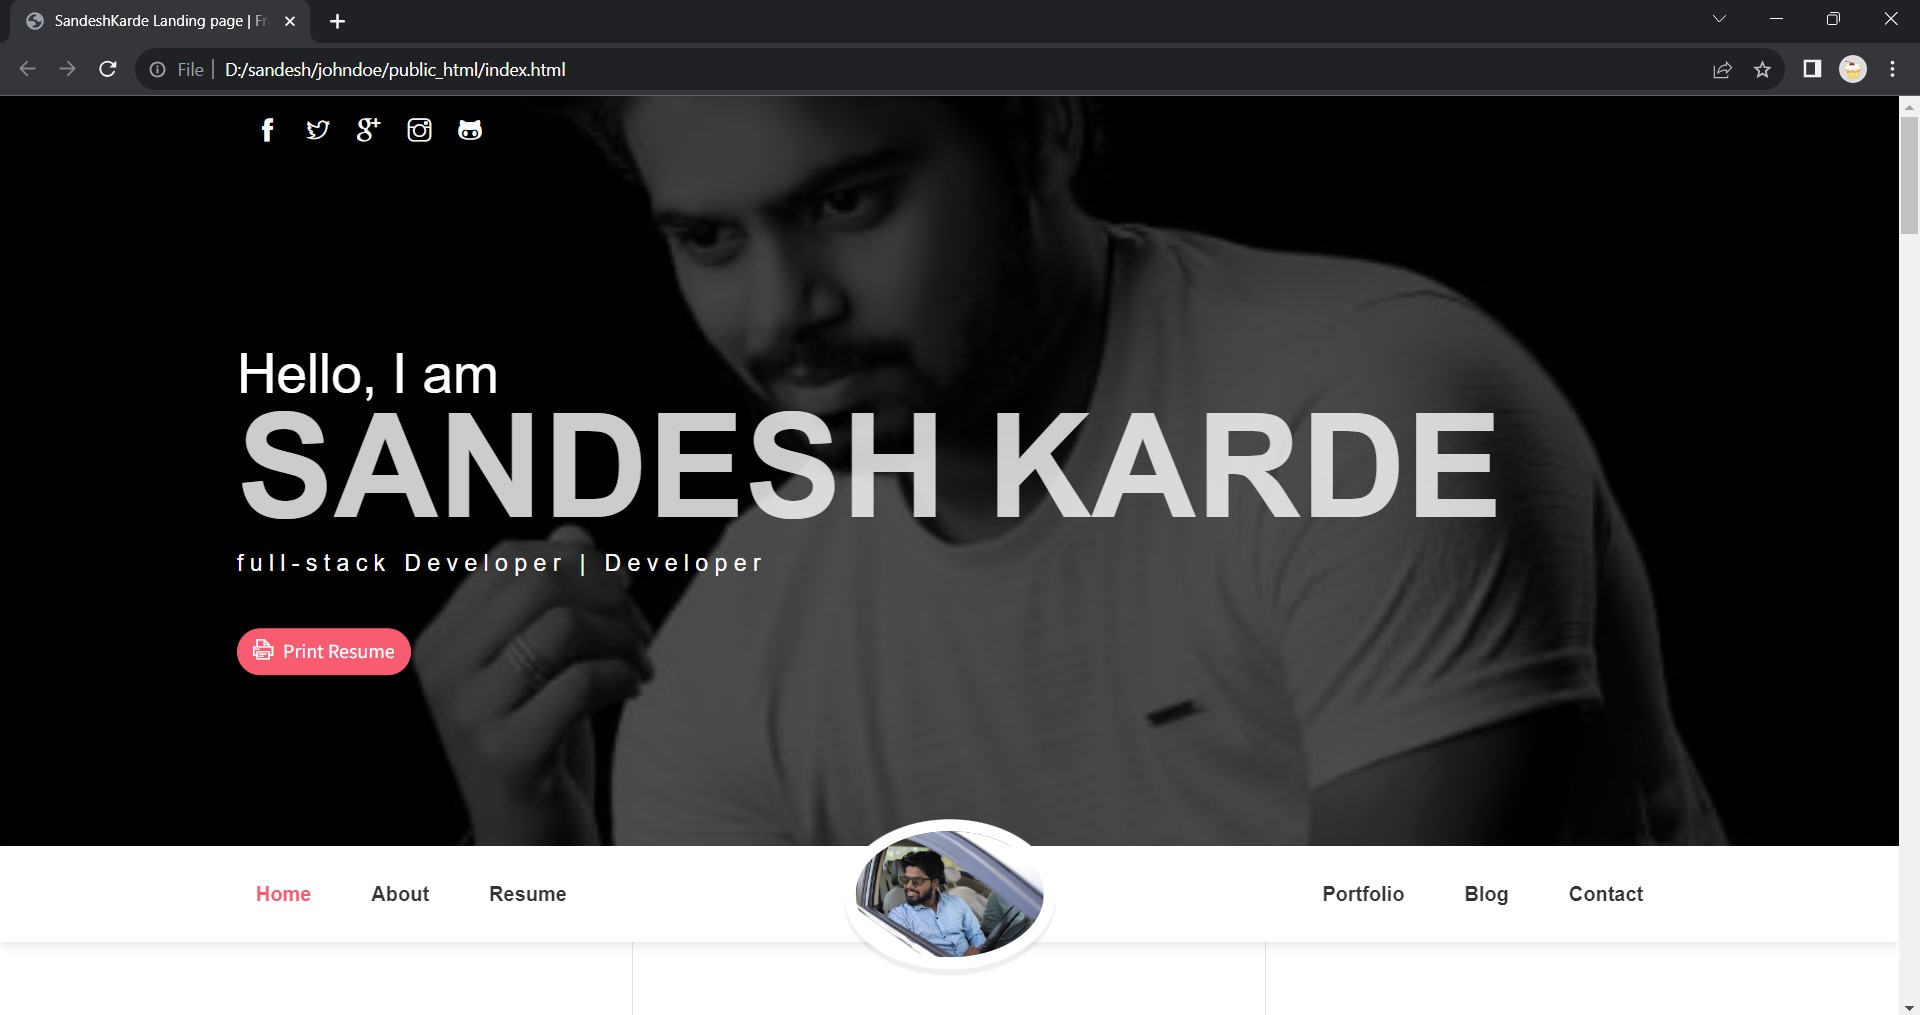 SandeshKarde Landing page | Fr
File | D:/sandesh/johndoe/public_html/index.html
Hello, I am
SANDESH KARDE
full-stack Developer | Developer
Print Resume
Home About Resume Portfolio Blog Contact